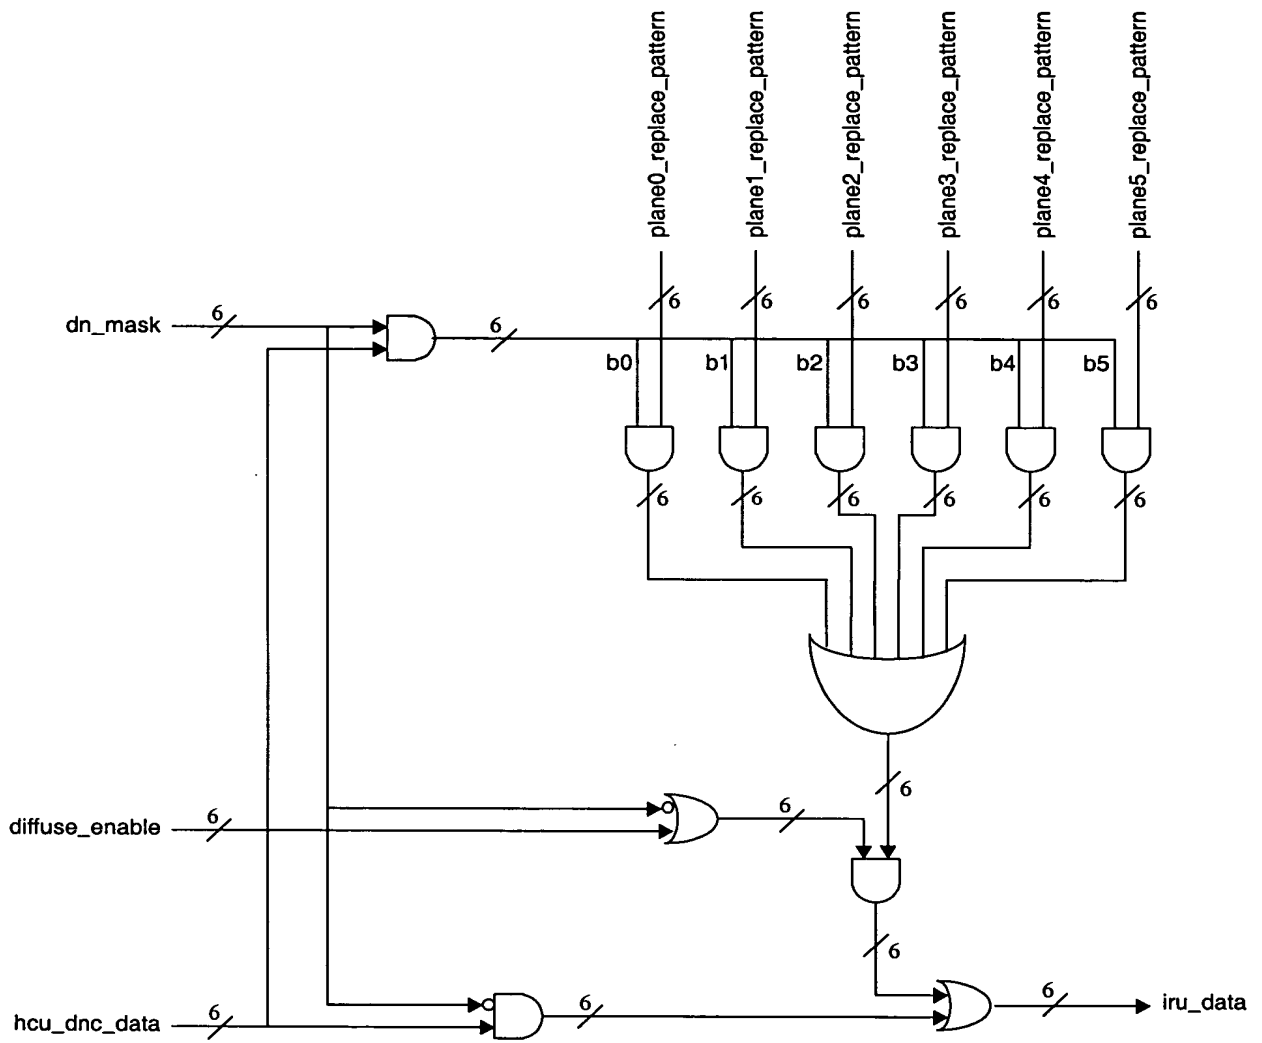 plane0_replace_pattern
plane1_replace_pattern
plane2_replace_pattern
plane3_replace_pattern
plane4_replace_pattern
plane5_replace_pattern
6 6 6 6 6 6
dn_mask 6 6
b0 b1 b2 b3 b4 b5
6 6 6 6 6 6
6
diffuse_enable 6 6
6
hcu_dnc_data 6 6 6 iru_data